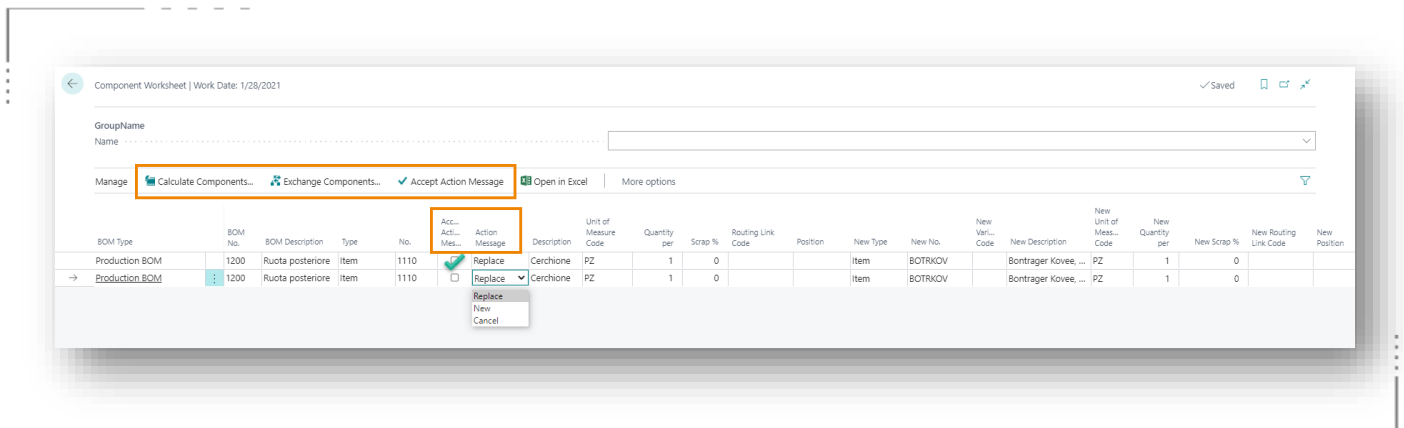 Component Worksheet | Work Date: 1/28/2021
Saved
GroupName
Name
Manage Calculate Components... Exchange Components... Accept Action Message Open in Excel More options
BOM Type BOM No. BOM Description Type No. Acc... Acti... Mes... Action Message Description Unit of Measure Code Quantity per Scrap % Routing Link Code Position New Type New No. New Vari... Code New Description New Unit of Meas... Code New Quantity per New Scrap % New Routing Link Code New Position
Production BOM 1200 Ruota posteriore Item 1110 Replace Cerchione PZ 1 0 Item BOTRKOV Bontrager Kovee, ... PZ 1 0
Production BOM 1200 Ruota posteriore Item 1110 Replace Cerchione PZ 1 0 Item BOTRKOV Bontrager Kovee, ... PZ 1 0
Replace
New
Cancel